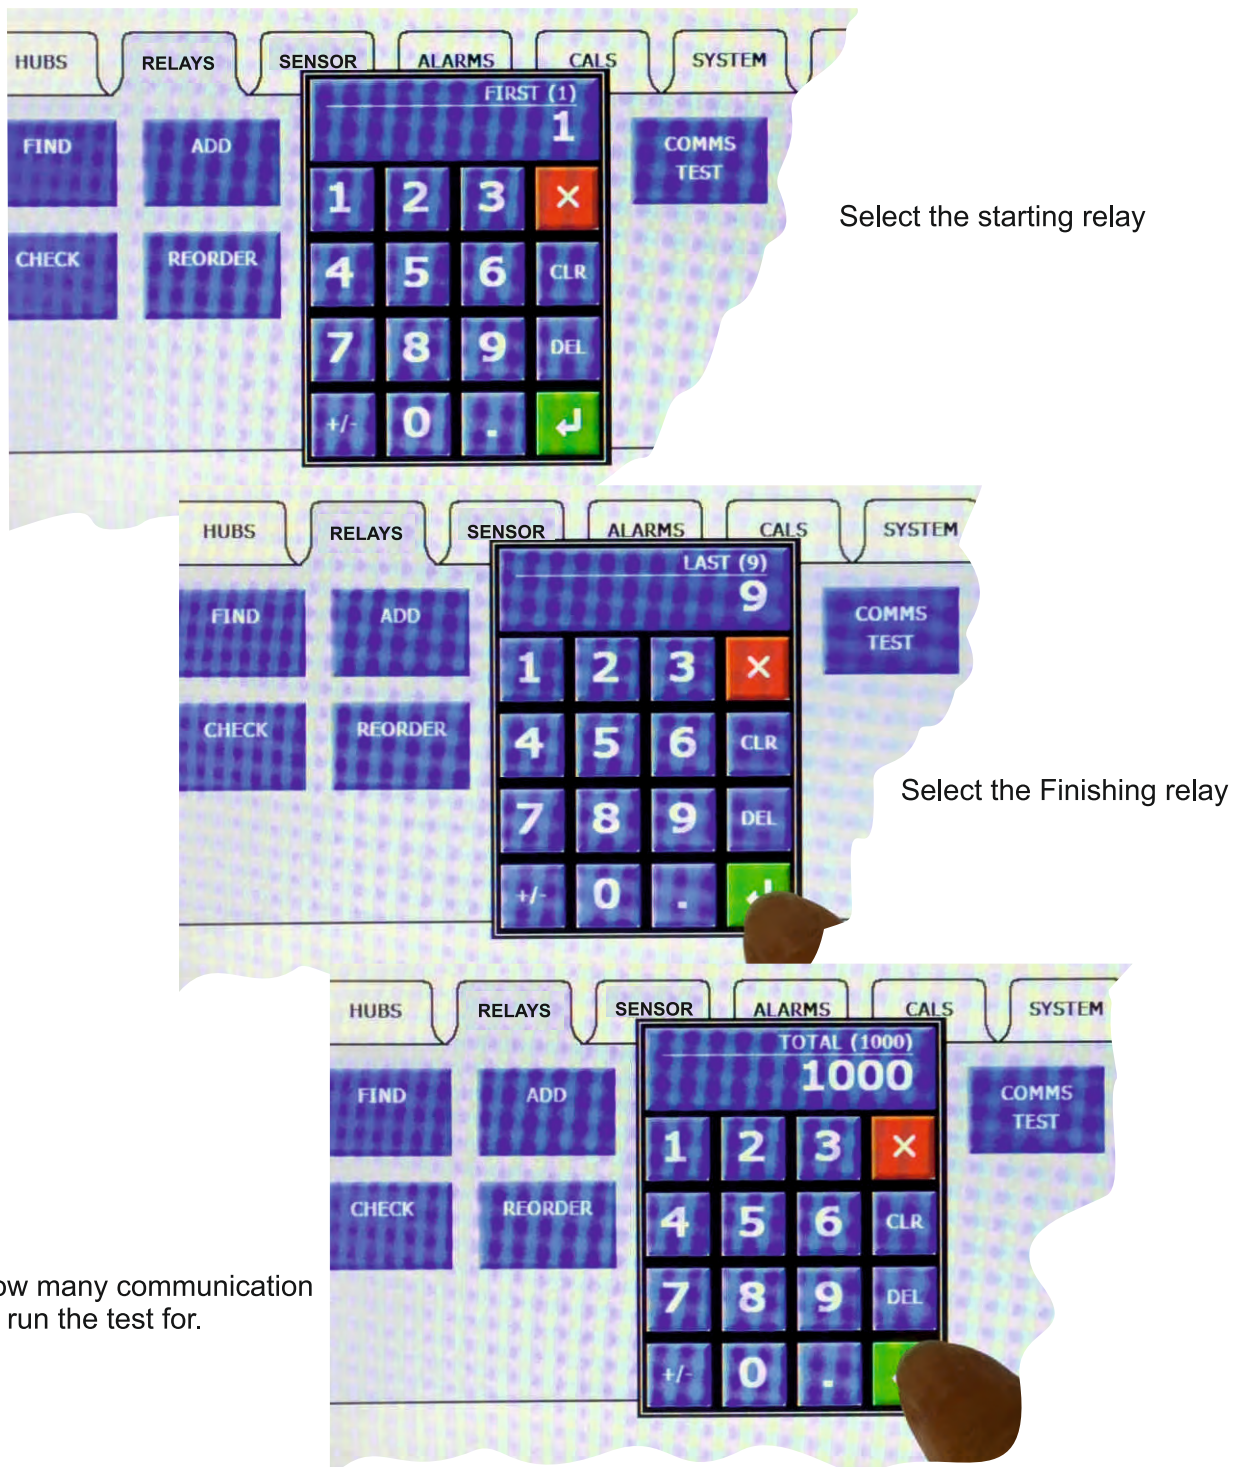 HUBS RELAYS SENSOR ALARMS CALS SYSTEM
FIRST (1)
1
FIND ADD COMMS
TEST
1 2 3 ×
Select the starting relay
CHECK REORDER 4 5 6 CLR
7 8 9 DEL
+/- 0 . ↵
HUBS RELAYS SENSOR ALARMS CALS SYSTEM
LAST (9)
9
FIND ADD COMMS
TEST
1 2 3 ×
CHECK REORDER 4 5 6 CLR
Select the Finishing relay
7 8 9 DEL
+/- 0 .
HUBS RELAYS SENSOR ALARMS CALS SYSTEM
TOTAL (1000)
1000
FIND ADD COMMS
TEST
1 2 3 ×
CHECK REORDER 4 5 6 CLR
many communication
run the test for.
7 8 9 DEL
+/- 0 .